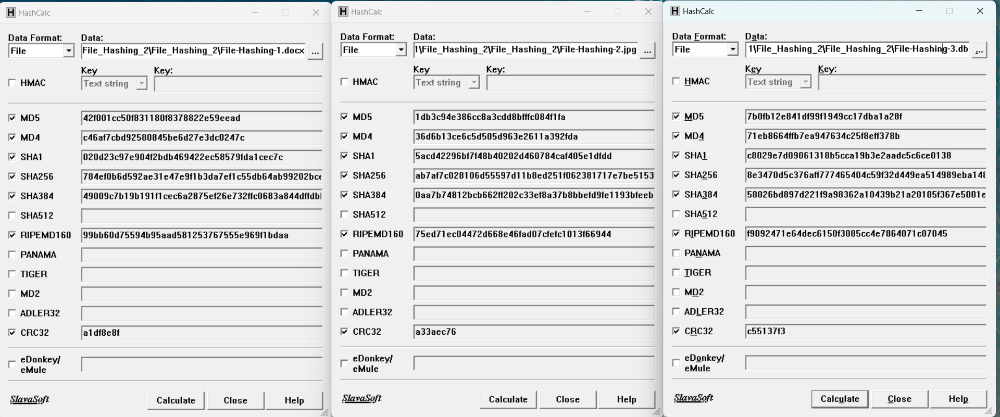 HashCalc
Data Format:
Data:
File
File_Hashing_2\File_Hashing_2\File-Hashing-1.docx
...
Key
Key:
HMAC
Text string
MD5
42f001cc50f831180f8378822e59eead
MD4
c46af7cbd92580845be6d27e3dc0247c
SHA1
020d23c97e904f2bdb469422ec58579fda1cec7c
SHA256
784ef0b6d592ae31e47e9f1b3da7ef1c55db64ab99202bce
SHA384
49009c7b19b191f1cec6a2875ef26e732ffc0683a844dffdb
SHA512
RIPEMD160
99bb60d75594b95aad581253767555e969f1bdaa
PANAMA
TIGER
MD2
ADLER32
CRC32
a1df8e8f
eDonkey/
eMule
SlavaSoft
Calculate
Close
Help
HashCalc
Data Format:
Data:
File
1\File_Hashing_2\File_Hashing_2\File-Hashing-2.jpg
...
Key
Key:
HMAC
Text string
MD5
1db3c94e386cc8a3cdd8bfffc084f1fa
MD4
36d6b13ce6c5d505d963e2611a392fda
SHA1
5acd42296bf7f48b40202d460784caf405e1dfdd
SHA256
ab7af7c028106d55597d11b8ed251f062381717e7be5153
SHA384
0aa7b74812bcb662ff202c33ef8a37b8bbefd9fe1193bfeeb
SHA512
RIPEMD160
75ed71ec04472d668e46fad07cfefc1013f66944
PANAMA
TIGER
MD2
ADLER32
CRC32
a33aec76
eDonkey/
eMule
SlavaSoft
Calculate
Close
Help
HashCalc
Data Format:
Data:
File
1\File_Hashing_2\File_Hashing_2\File-Hashing-3.db
...
Key
Key:
HMAC
Text string
MD5
7b0fb12e841df99f1949cc17dba1a28f
MD4
71eb8664ffb7ea947634c25f8eff378b
SHA1
c8029e7d09061318b5cca19b3e2aadc5c6ce0138
SHA256
8e3470d5c376aff777465404c59f32d449ea514989eba148
SHA384
58026bd897d221f9a98362a10439b21a20105f367e5001e
SHA512
RIPEMD160
f9092471e64dec6150f3085cc4e7864071c07045
PANAMA
TIGER
MD2
ADLER32
CRC32
c55137f3
eDonkey/
eMule
SlavaSoft
Calculate
Close
Help